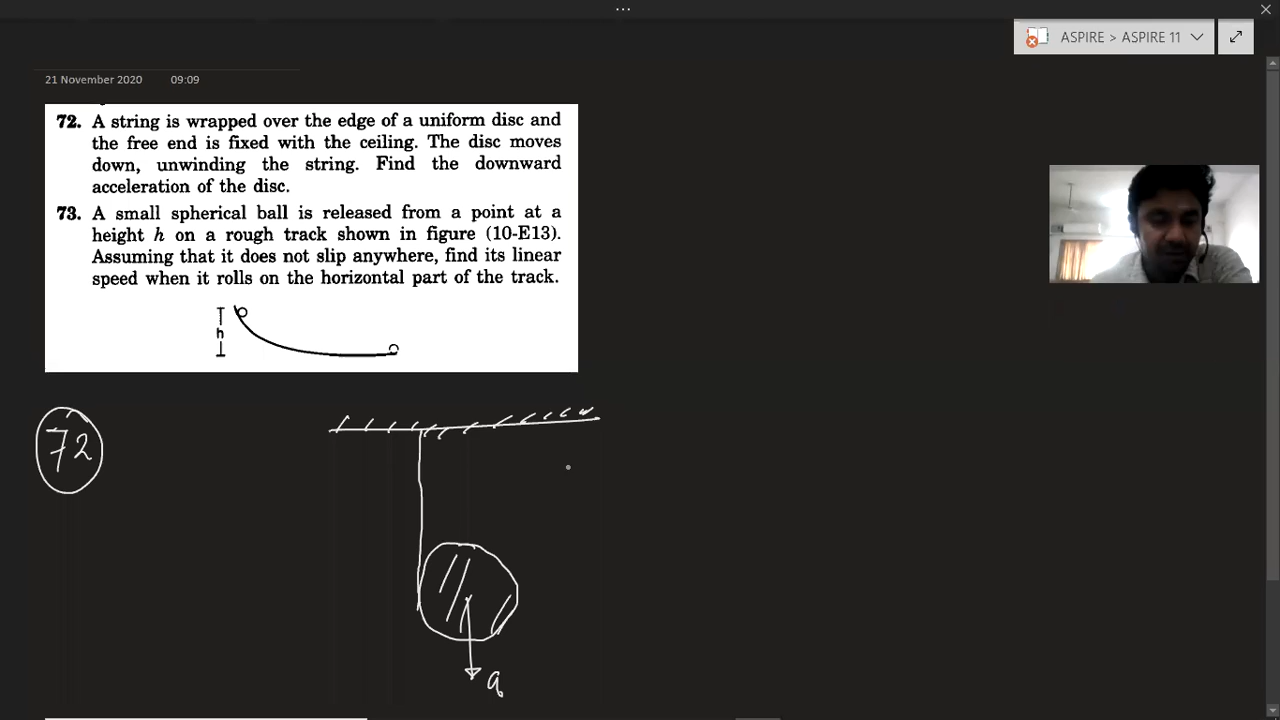 ASPIRE > ASPIRE 11
21 November 2020 09:09
72. A string is wrapped over the edge of a uniform disc and
the free end is fixed with the ceiling. The disc moves
down, unwinding the string. Find the downward
acceleration of the disc.
73. A small spherical ball is released from a point at a
height h on a rough track shown in figure (10-E13).
Assuming that it does not slip anywhere, find its linear
speed when it rolls on the horizontal part of the track.
h
72
a